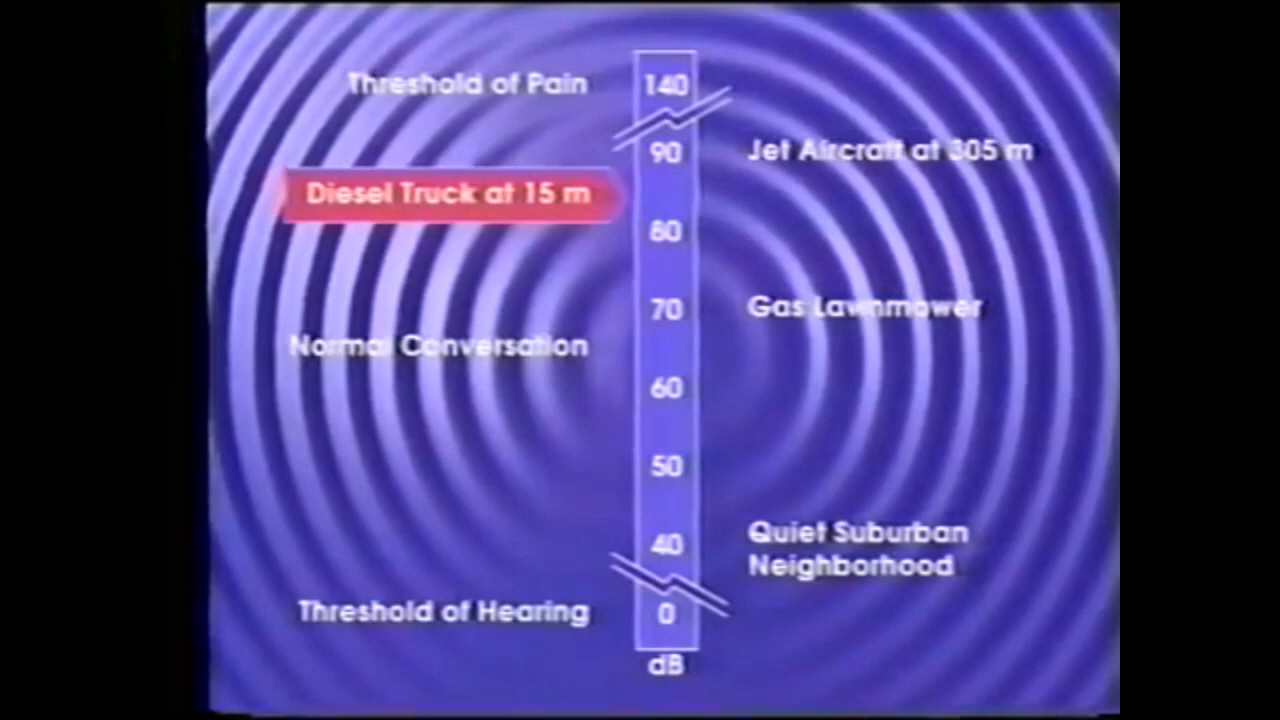 Threshold of Pain
140
90
Jet Aircraft at 305 m
Diesel Truck at 15 m
80
70
Gas Lawnmower
Normal Conversation
60
50
40
Quiet Suburban
Neighborhood
Threshold of Hearing
0
dB